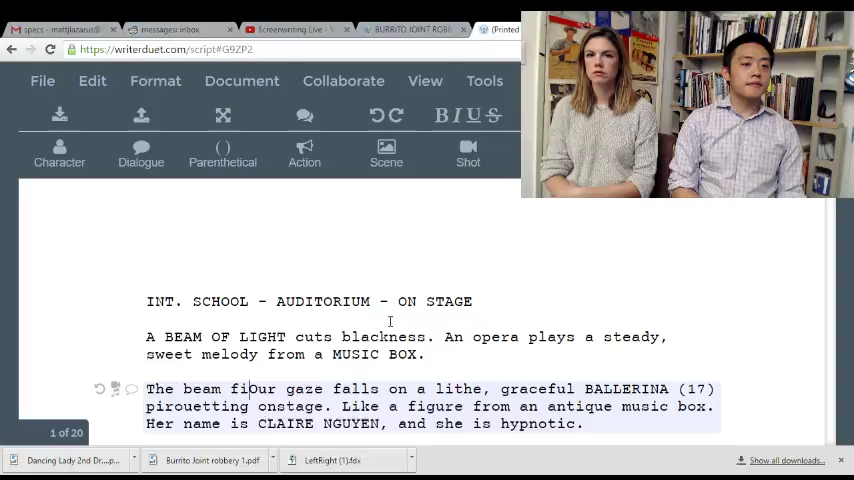 specs - mattjlazarus@
messages: inbox
Screenwriting Live -
BURRITO JOINT ROB
(Printed
https://writerduet.com/script#G9ZP2
File Edit Format Document Collaborate View Tools
B I U S
Character Dialogue Parenthetical Action Scene Shot
INT. SCHOOL - AUDITORIUM - ON STAGE
A BEAM OF LIGHT cuts blackness. An opera plays a steady,
sweet melody from a MUSIC BOX.
The beam fiOur gaze falls on a lithe, graceful BALLERINA (17)
pirouetting onstage. Like a figure from an antique music box.
Her name is CLAIRE NGUYEN, and she is hypnotic.
1 of 20
Dancing Lady 2nd Dr....p...
Burrito Joint robbery 1.pdf
LeftRight (1).fdx
Show all downloads...